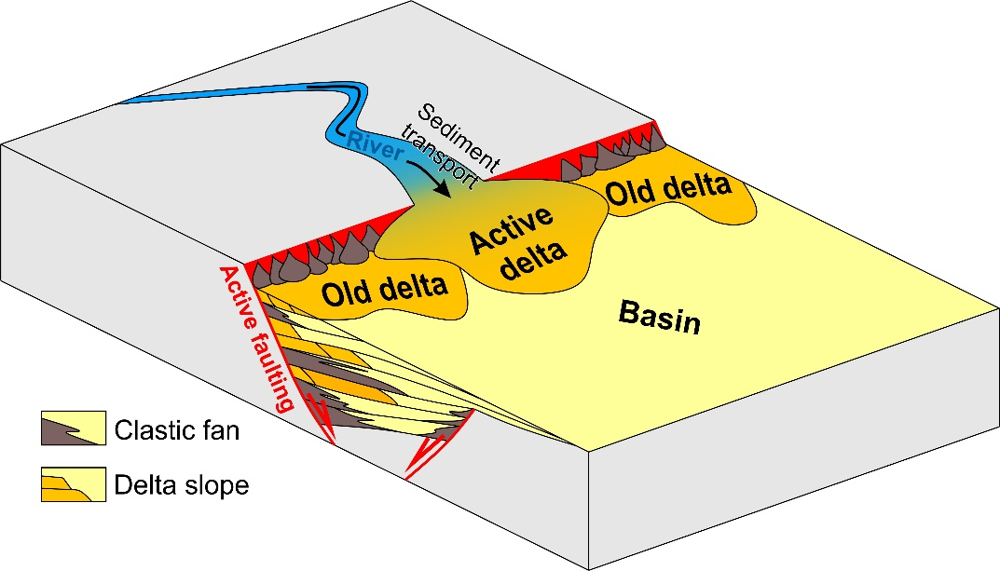 Sediment
transport
River
Old delta
Active
delta
Old delta
Active faulting
Basin
Clastic fan
Delta slope